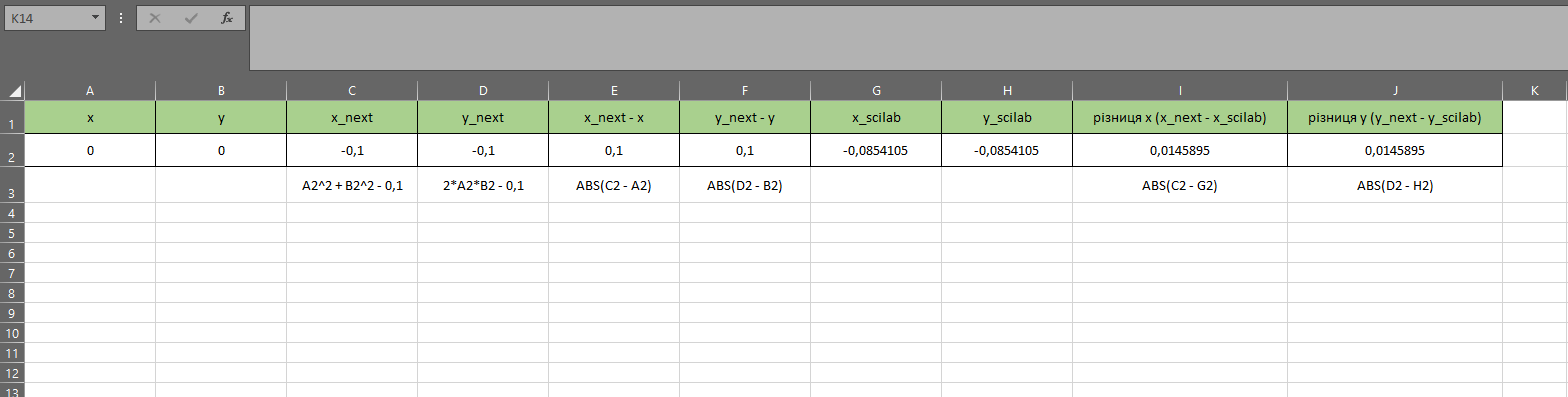 K14
fx
A B C D E F G H I J K
1 x y x_next y_next x_next - x y_next - y x_scilab y_scilab різниця x (x_next - x_scilab) різниця y (y_next - y_scilab)
2 0 0 -0,1 -0,1 0,1 0,1 -0,0854105 -0,0854105 0,0145895 0,0145895
3 A2^2 + B2^2 - 0,1 2*A2*B2 - 0,1 ABS(C2 - A2) ABS(D2 - B2) ABS(C2 - G2) ABS(D2 - H2)
4
5
6
7
8
9
10
11
12
13